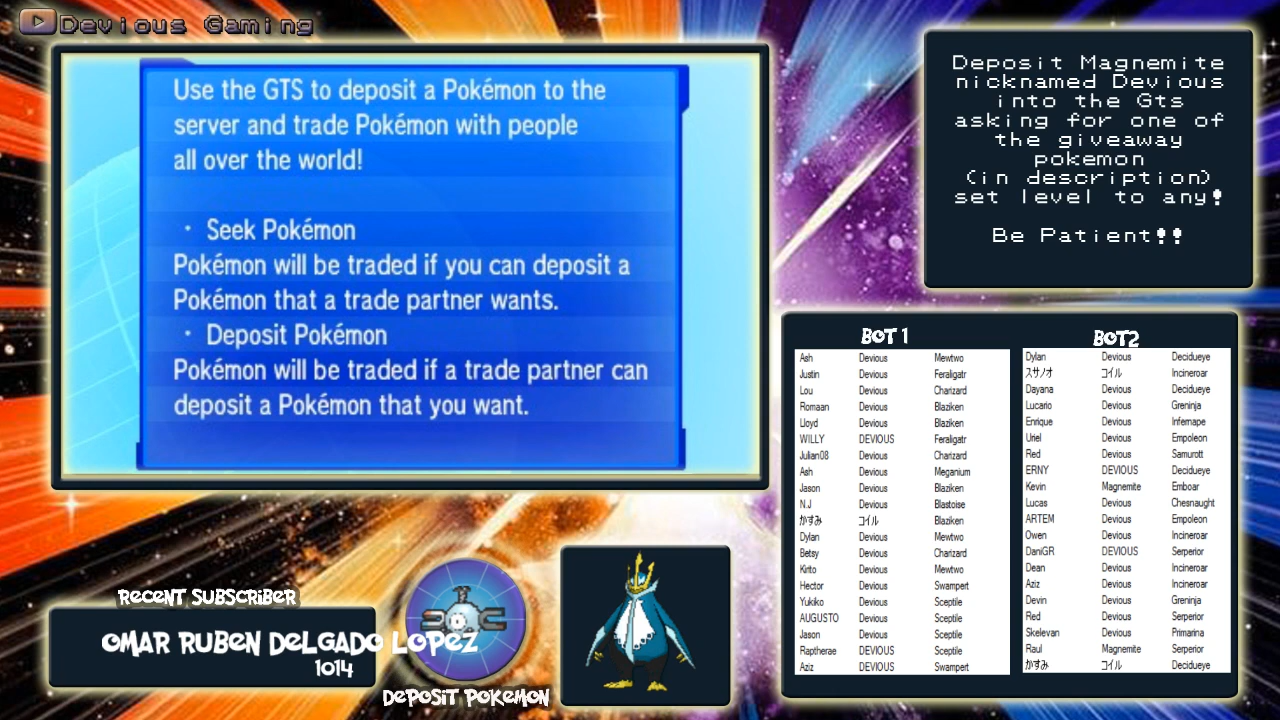 Devious Gaming
Use the GTS to deposit a Pokémon to the
server and trade Pokémon with people
all over the world!
・ Seek Pokémon
Pokémon will be traded if you can deposit a
Pokémon that a trade partner wants.
・ Deposit Pokémon
Pokémon will be traded if a trade partner can
deposit a Pokémon that you want.
Deposit Magnemite
nicknamed Devious
into the Gts
asking for one of
the giveaway
pokemon
(in description)
set level to any!
Be Patient!!
BOT 1
Ash Devious Mewtwo
Justin Devious Feraligatr
Lou Devious Charizard
Romaan Devious Blaziken
Lloyd Devious Blaziken
WILLY DEVIOUS Feraligatr
Julian08 Devious Charizard
Ash Devious Meganium
Jason Devious Blaziken
N.J Devious Blastoise
かすみ コイル Blaziken
Dylan Devious Mewtwo
Betsy Devious Charizard
Kirito Devious Mewtwo
Hector Devious Swampert
Yukiko Devious Sceptile
AUGUSTO Devious Sceptile
Jason Devious Sceptile
Raptherae DEVIOUS Sceptile
Aziz DEVIOUS Swampert
BOT2
Dylan Devious Decidueye
スサノオ コイル Incineroar
Dayana Devious Decidueye
Lucario Devious Greninja
Enrique Devious Infernape
Uriel Devious Empoleon
Red Devious Samurott
ERNY DEVIOUS Decidueye
Kevin Magnemite Emboar
Lucas Devious Chesnaught
ARTEM Devious Empoleon
Owen Devious Incineroar
DaniGR DEVIOUS Serperior
Dean Devious Incineroar
Aziz Devious Incineroar
Devin Devious Greninja
Red Devious Serperior
Skelevan Devious Primarina
Raul Magnemite Serperior
かすみ コイル Decidueye
RECENT SUBSCRIBER
OMAR RUBEN DELGADO LOPEZ
1014
DEPOSIT POKEMON